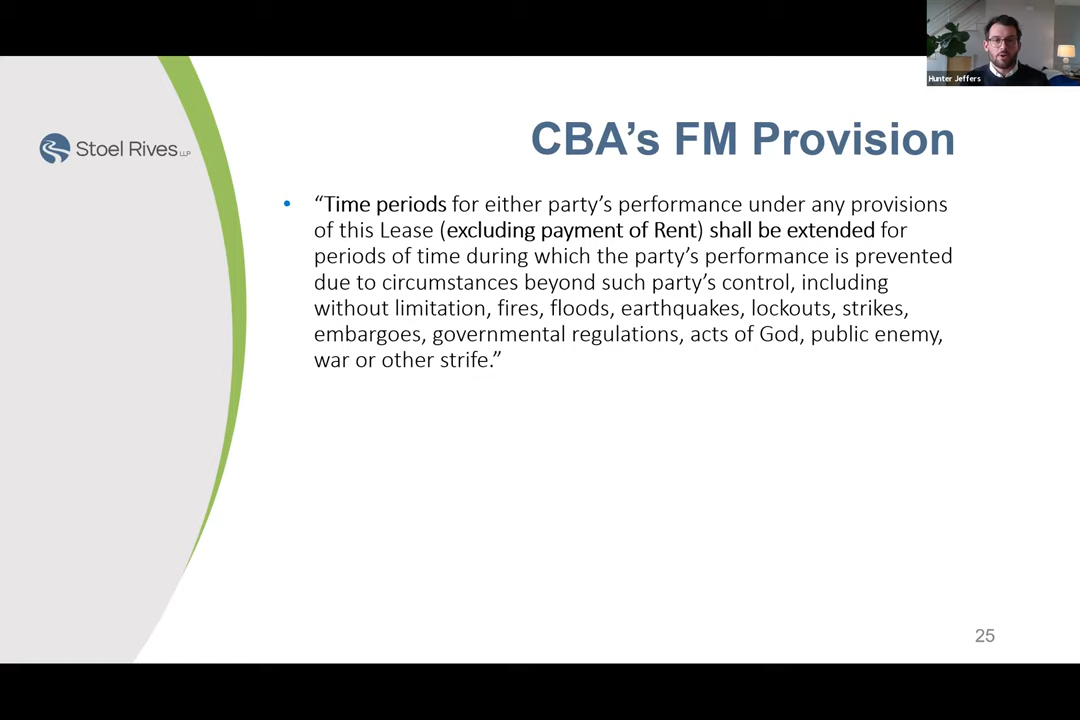 Hunter Jeffers
Stoel Rives LLP
CBA’s FM Provision
• “Time periods for either party’s performance under any provisions
of this Lease (excluding payment of Rent) shall be extended for
periods of time during which the party’s performance is prevented
due to circumstances beyond such party’s control, including
without limitation, fires, floods, earthquakes, lockouts, strikes,
embargoes, governmental regulations, acts of God, public enemy,
war or other strife.”
25